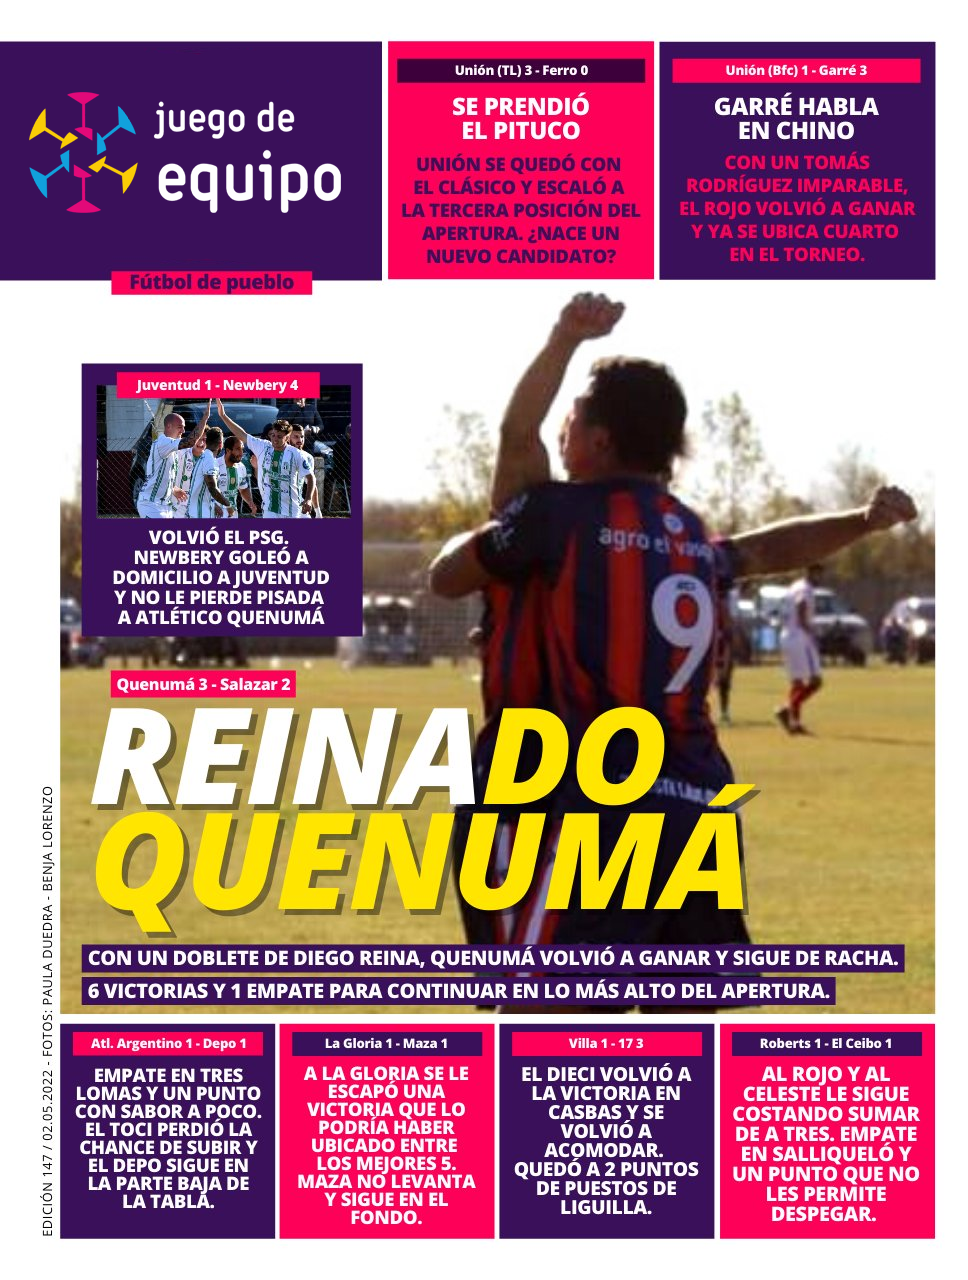 juego de
equipo
Fútbol de pueblo
Unión (TL) 3 - Ferro 0
SE PRENDIÓ
EL PITUCO
UNIÓN SE QUEDÓ CON
EL CLÁSICO Y ESCALÓ A
LA TERCERA POSICIÓN DEL
APERTURA. ¿NACE UN
NUEVO CANDIDATO?
Unión (Bfc) 1 - Garré 3
GARRÉ HABLA
EN CHINO
CON UN TOMÁS
RODRÍGUEZ IMPARABLE,
EL ROJO VOLVIÓ A GANAR
Y YA SE UBICA CUARTO
EN EL TORNEO.
Juventud 1 - Newbery 4
VOLVIÓ EL PSG.
NEWBERY GOLEÓ A
DOMICILIO A JUVENTUD
Y NO LE PIERDE PISADA
A ATLÉTICO QUENUMÁ
agro el
9
Quenumá 3 - Salazar 2
REINADO
QUENUMÁ
CON UN DOBLETE DE DIEGO REINA, QUENUMÁ VOLVIÓ A GANAR Y SIGUE DE RACHA.
6 VICTORIAS Y 1 EMPATE PARA CONTINUAR EN LO MÁS ALTO DEL APERTURA.
EDICIÓN 147 / 02.05.2022 - FOTOS: PAULA DUEDRA - BENJA LORENZO
Atl. Argentino 1 - Depo 1
EMPATE EN TRES
LOMAS Y UN PUNTO
CON SABOR A POCO.
EL TOCI PERDIÓ LA
CHANCE DE SUBIR Y
EL DEPO SIGUE EN
LA PARTE BAJA DE
LA TABLA.
La Gloria 1 - Maza 1
A LA GLORIA SE LE
ESCAPÓ UNA
VICTORIA QUE LO
PODRÍA HABER
UBICADO ENTRE
LOS MEJORES 5.
MAZA NO LEVANTA
Y SIGUE EN EL
FONDO.
Villa 1 - 17 3
EL DIECI VOLVIÓ A
LA VICTORIA EN
CASBAS Y SE
VOLVIÓ A
ACOMODAR.
QUEDÓ A 2 PUNTOS
DE PUESTOS DE
LIGUILLA.
Roberts 1 - El Ceibo 1
AL ROJO Y AL
CELESTE LE SIGUE
COSTANDO SUMAR
DE A TRES. EMPATE
EN SALLIQUELÓ Y
UN PUNTO QUE NO
LES PERMITE
DESPEGAR.